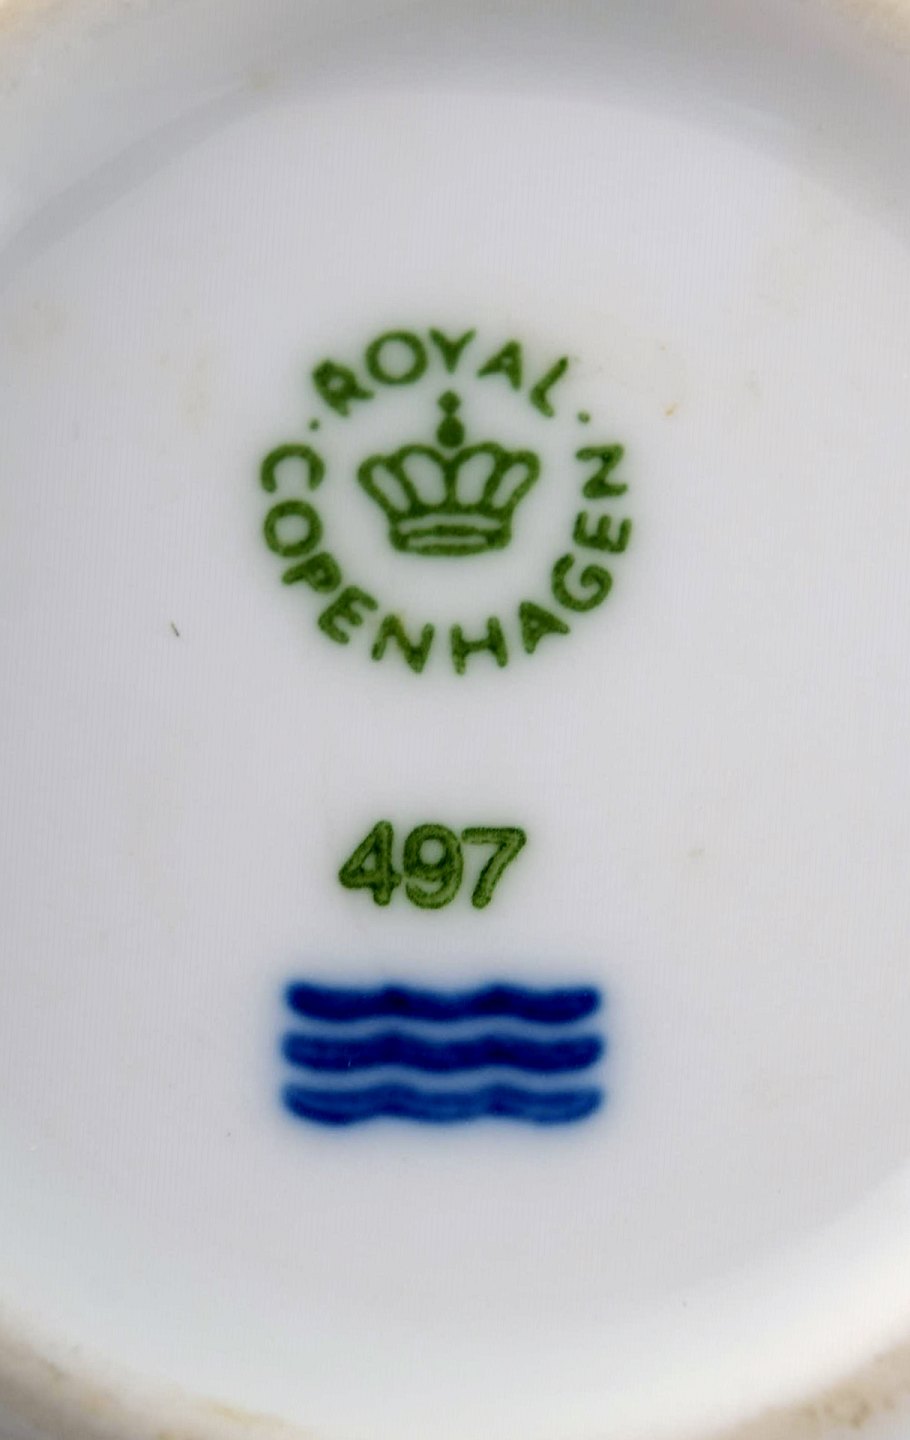 · ROYAL ·
COPENHAGEN
497